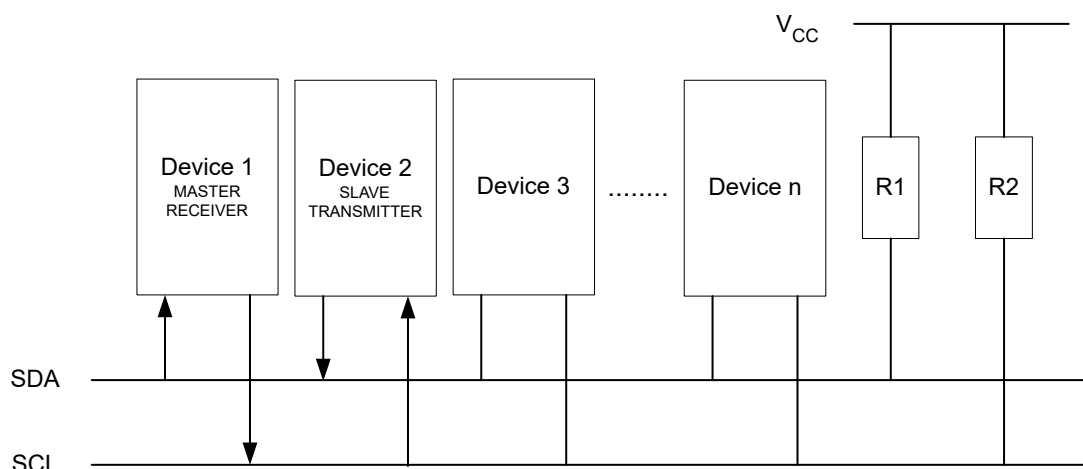 VCC
Device 1
MASTER
RECEIVER
Device 2
SLAVE
TRANSMITTER
Device 3
........
Device n
R1
R2
SDA
SCL